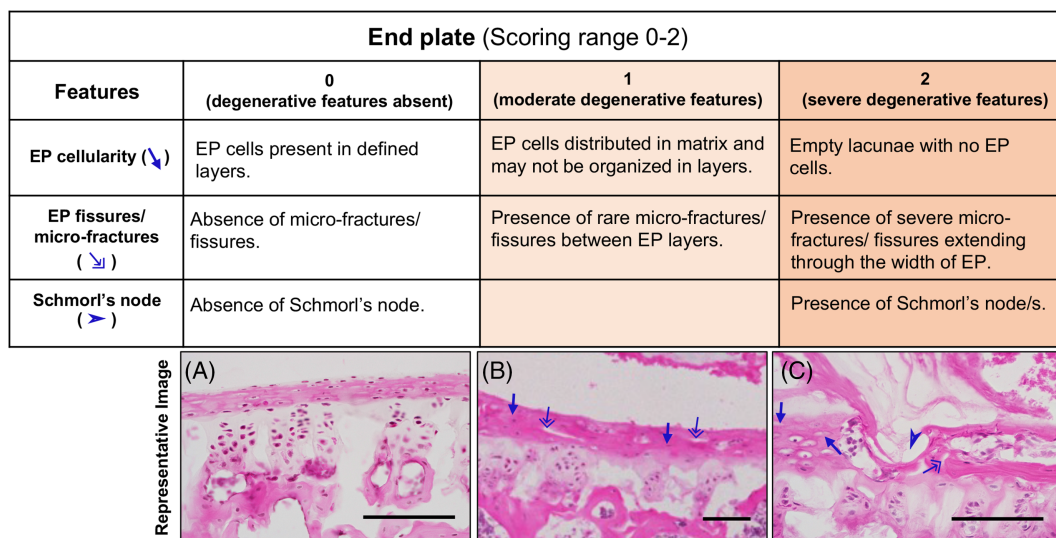 End plate (Scoring range 0-2)
Features
0
(degenerative features absent)
1
(moderate degenerative features)
2
(severe degenerative features)
EP cellularity ( )
EP cells present in defined
layers.
EP cells distributed in matrix and
may not be organized in layers.
Empty lacunae with no EP
cells.
EP fissures/
micro-fractures
( )
Absence of micro-fractures/
fissures.
Presence of rare micro-fractures/
fissures between EP layers.
Presence of severe micro-
fractures/ fissures extending
through the width of EP.
Schmorl’s node
( )
Absence of Schmorl’s node.
Presence of Schmorl’s node/s.
Representative Image
(A)
(B)
(C)